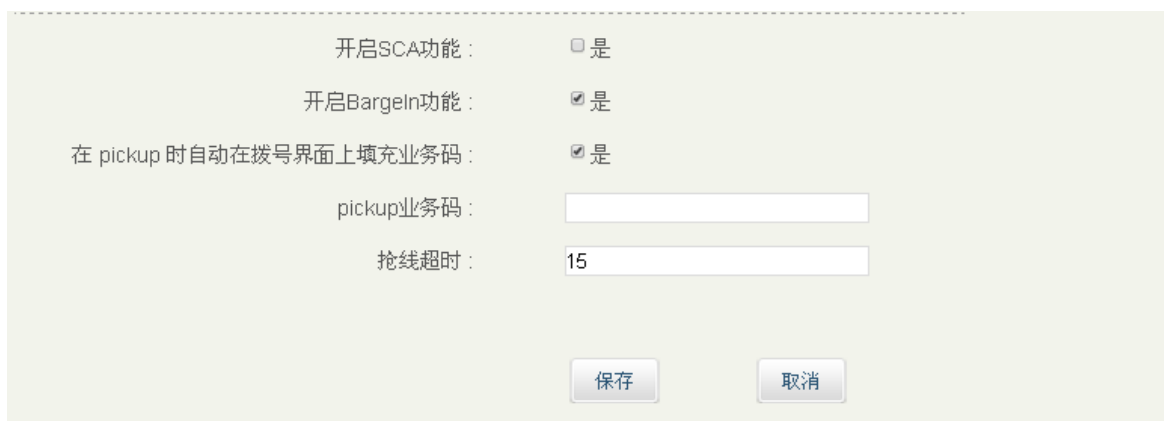 开启SCA功能： 是
开启BargeIn功能： 是
在 pickup 时自动在拨号界面上填充业务码： 是
pickup业务码：
抢线超时： 15
保存 取消